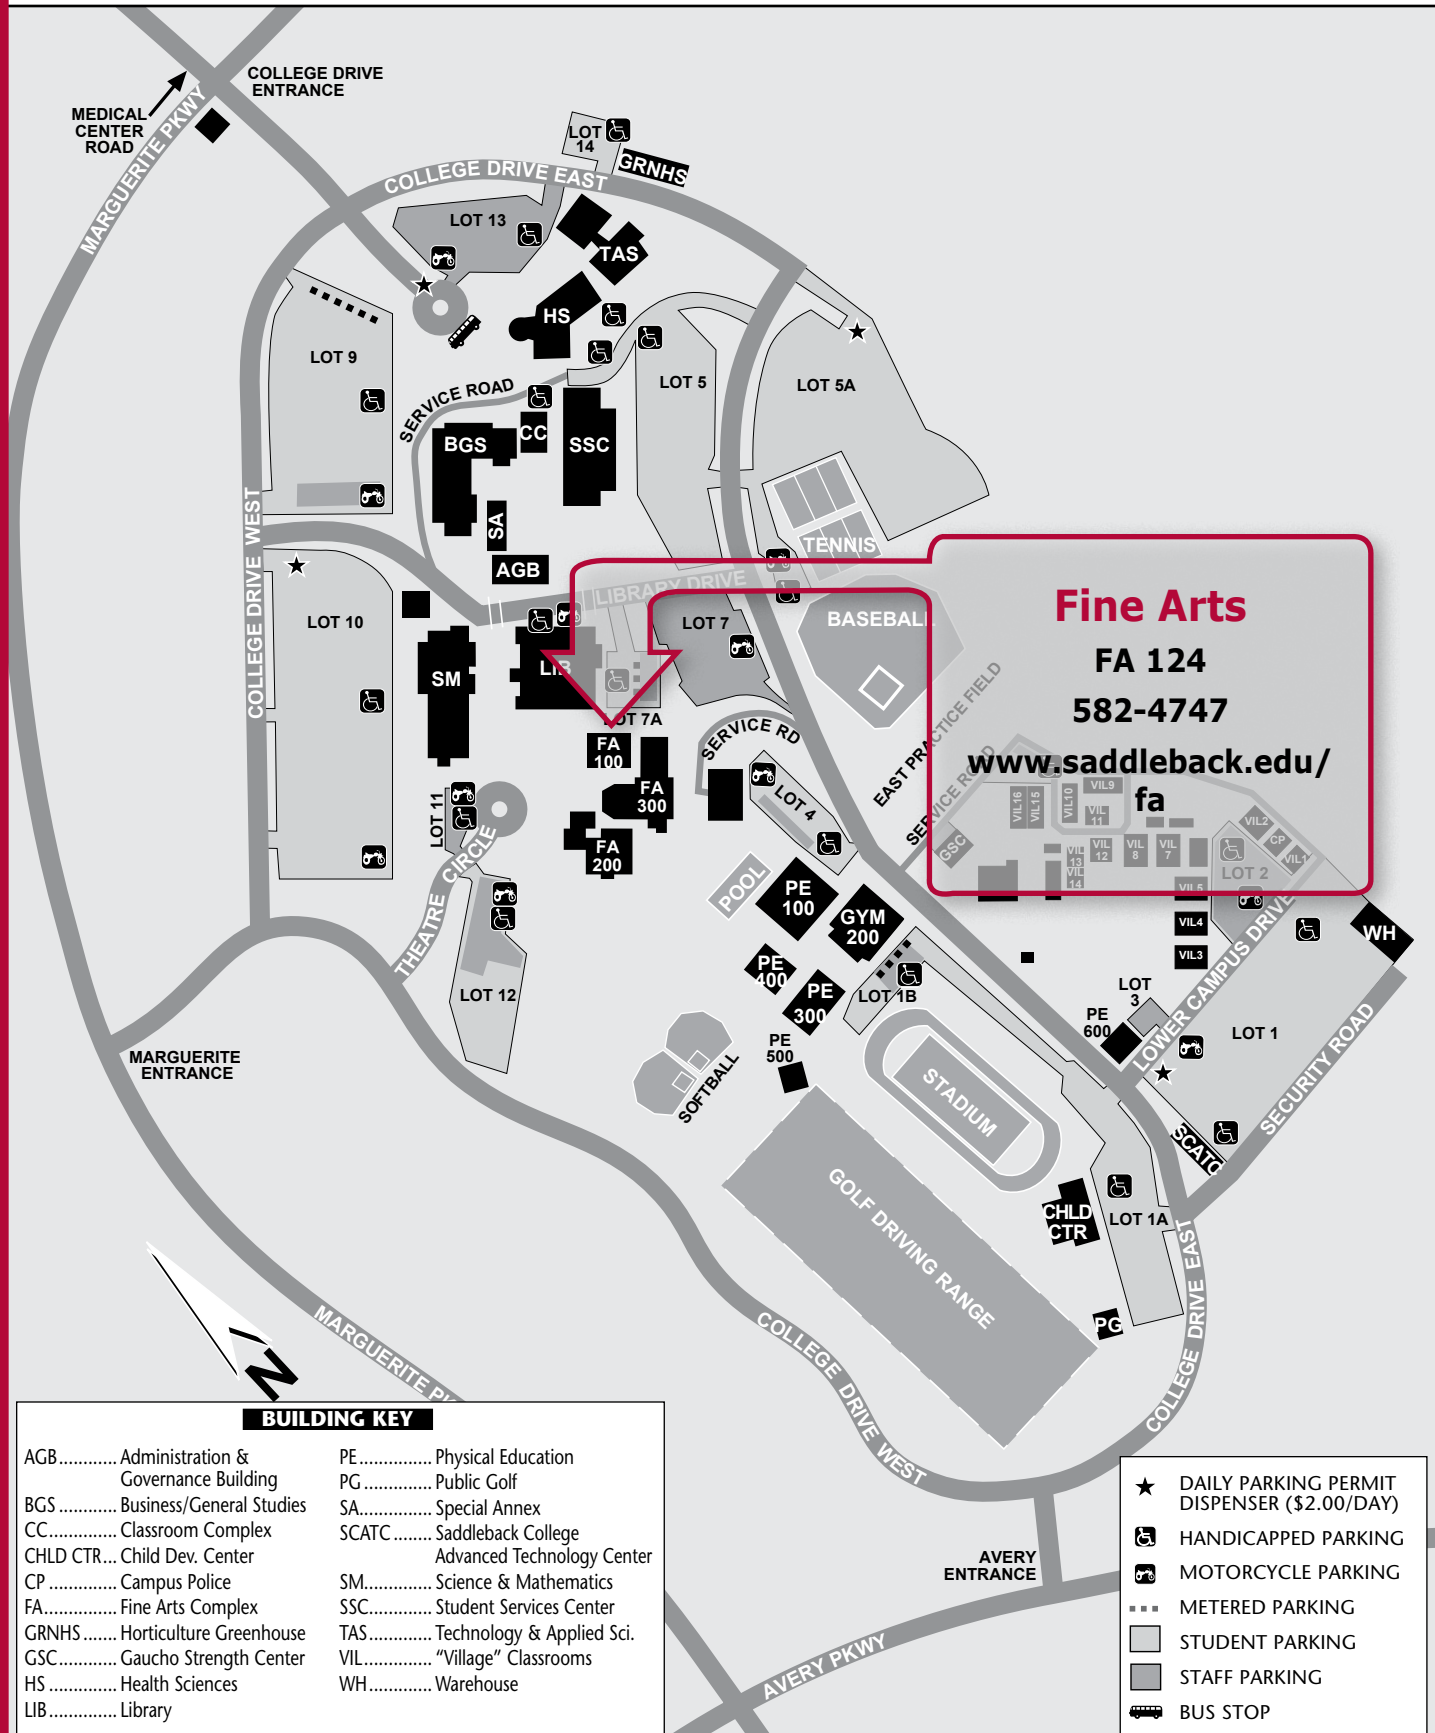 COLLEGE DRIVE
ENTRANCE
MEDICAL
CENTER
ROAD
MARGUERITE PKWY
LOT
14
GRNHS
COLLEGE DRIVE EAST
LOT 13
TAS
HS
LOT 9
LOT 5
LOT 5A
SERVICE ROAD
CC
BGS
SSC
SA
AGB
TENNIS
COLLEGE DRIVE WEST
LIBRARY DRIVE
LOT 10
LOT 7
BASEBALL
SM
LIB
LOT 7A
Fine Arts
FA 124
582-4747
www.saddleback.edu/
fa
EAST PRACTICE FIELD
SERVICE ROAD
SERVICE RD
FA
100
FA
300
FA
200
LOT 4
LOT 11
THEATRE CIRCLE
VIL16
VIL15
VIL10
VIL9
VIL
11
VIL
12
VIL
13
VIL
14
VIL
8
VIL
7
VIL2
CP
VIL1
GSC
LOT 2
VIL5
VIL4
VIL3
WH
POOL
PE
100
GYM
200
PE
400
PE
300
LOT 1B
LOT 12
LOT
3
PE
600
LOWER CAMPUS DRIVE
LOT 1
SECURITY ROAD
MARGUERITE
ENTRANCE
PE
500
SOFTBALL
STADIUM
SCATC
GOLF DRIVING RANGE
CHLD
CTR
LOT 1A
COLLEGE DRIVE EAST
PG
N
MARGUERITE
COLLEGE DRIVE WEST
AVERY
ENTRANCE
AVERY PKWY
BUILDING KEY
AGB............ Administration &
Governance Building
BGS ............ Business/General Studies
CC.............. Classroom Complex
CHLD CTR... Child Dev. Center
CP .............. Campus Police
FA............... Fine Arts Complex
GRNHS ....... Horticulture Greenhouse
GSC............ Gaucho Strength Center
HS .............. Health Sciences
LIB .............. Library
PE ............... Physical Education
PG .............. Public Golf
SA............... Special Annex
SCATC ........ Saddleback College
Advanced Technology Center
SM.............. Science & Mathematics
SSC............. Student Services Center
TAS............. Technology & Applied Sci.
VIL.............. “Village” Classrooms
WH............. Warehouse
DAILY PARKING PERMIT
DISPENSER ($2.00/DAY)
HANDICAPPED PARKING
MOTORCYCLE PARKING
METERED PARKING
STUDENT PARKING
STAFF PARKING
BUS STOP